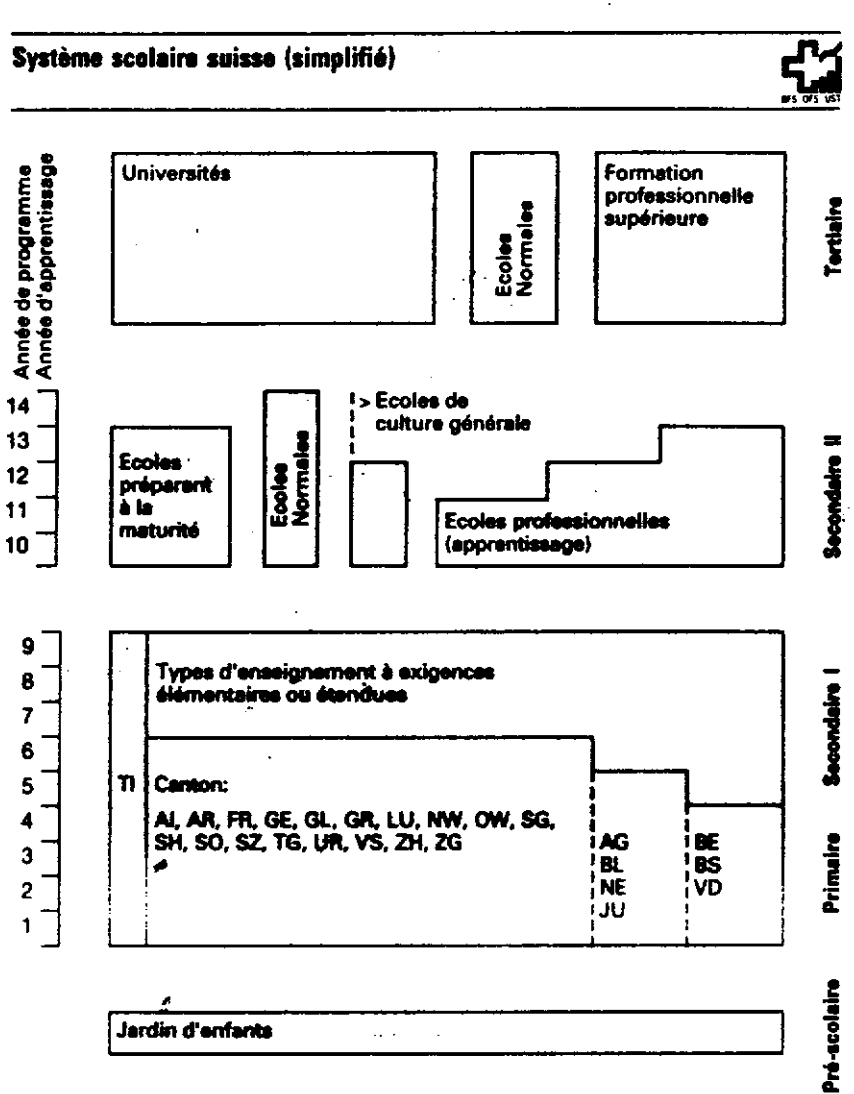 Système scolaire suisse (simplifié)
BFS OFS UST
Année de programme
Année d'apprentissage
Universités
Ecoles
Normales
Formation
professionnelle
supérieure
Tertiaire
14
13
12
11
10
Ecoles
préparant
à la
maturité
Ecoles
Normales
> Ecoles de
culture générale
Ecoles professionnelles
(apprentissage)
Secondaire II
9
8
7
6
5
4
3
2
1
TI
Types d'enseignement à exigences
élémentaires ou étendues
Canton:
AI, AR, FR, GE, GL, GR, LU, NW, OW, SG,
SH, SO, SZ, TG, UR, VS, ZH, ZG
AG
BL
NE
JU
BE
BS
VD
Secondaire I
Primaire
Jardin d'enfants
Pré-scolaire